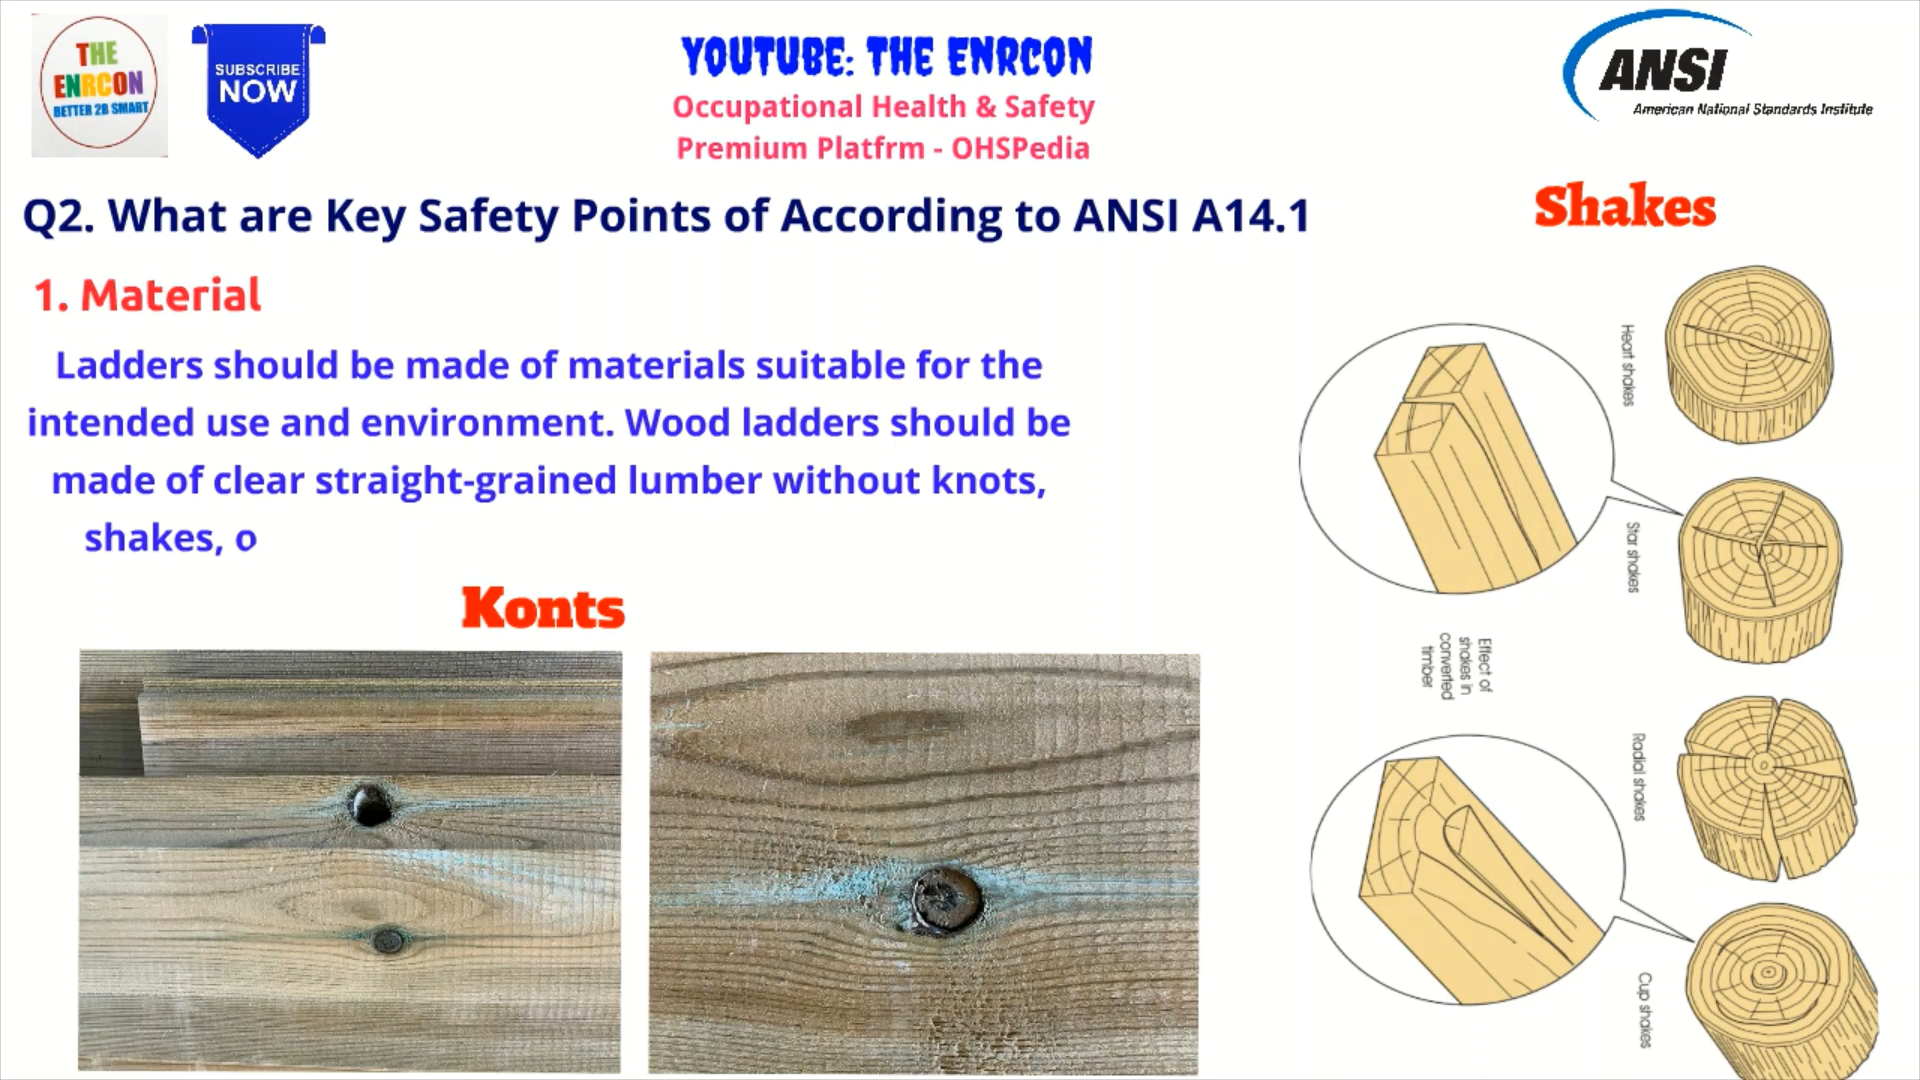 THE
ENRCON
BETTER 2B SMART
SUBSCRIBE
NOW
YOUTUBE: THE ENRCON
Occupational Health & Safety
Premium Platfrm - OHSPedia
ANSI
American National Standards Institute
Q2. What are Key Safety Points of According to ANSI A14.1
1. Material
Ladders should be made of materials suitable for the
intended use and environment. Wood ladders should be
made of clear straight-grained lumber without knots,
shakes, o
Konts
Shakes
Heart shakes
Star shakes
Effect of
shakes in
converted
timber
Radial shakes
Cup shakes